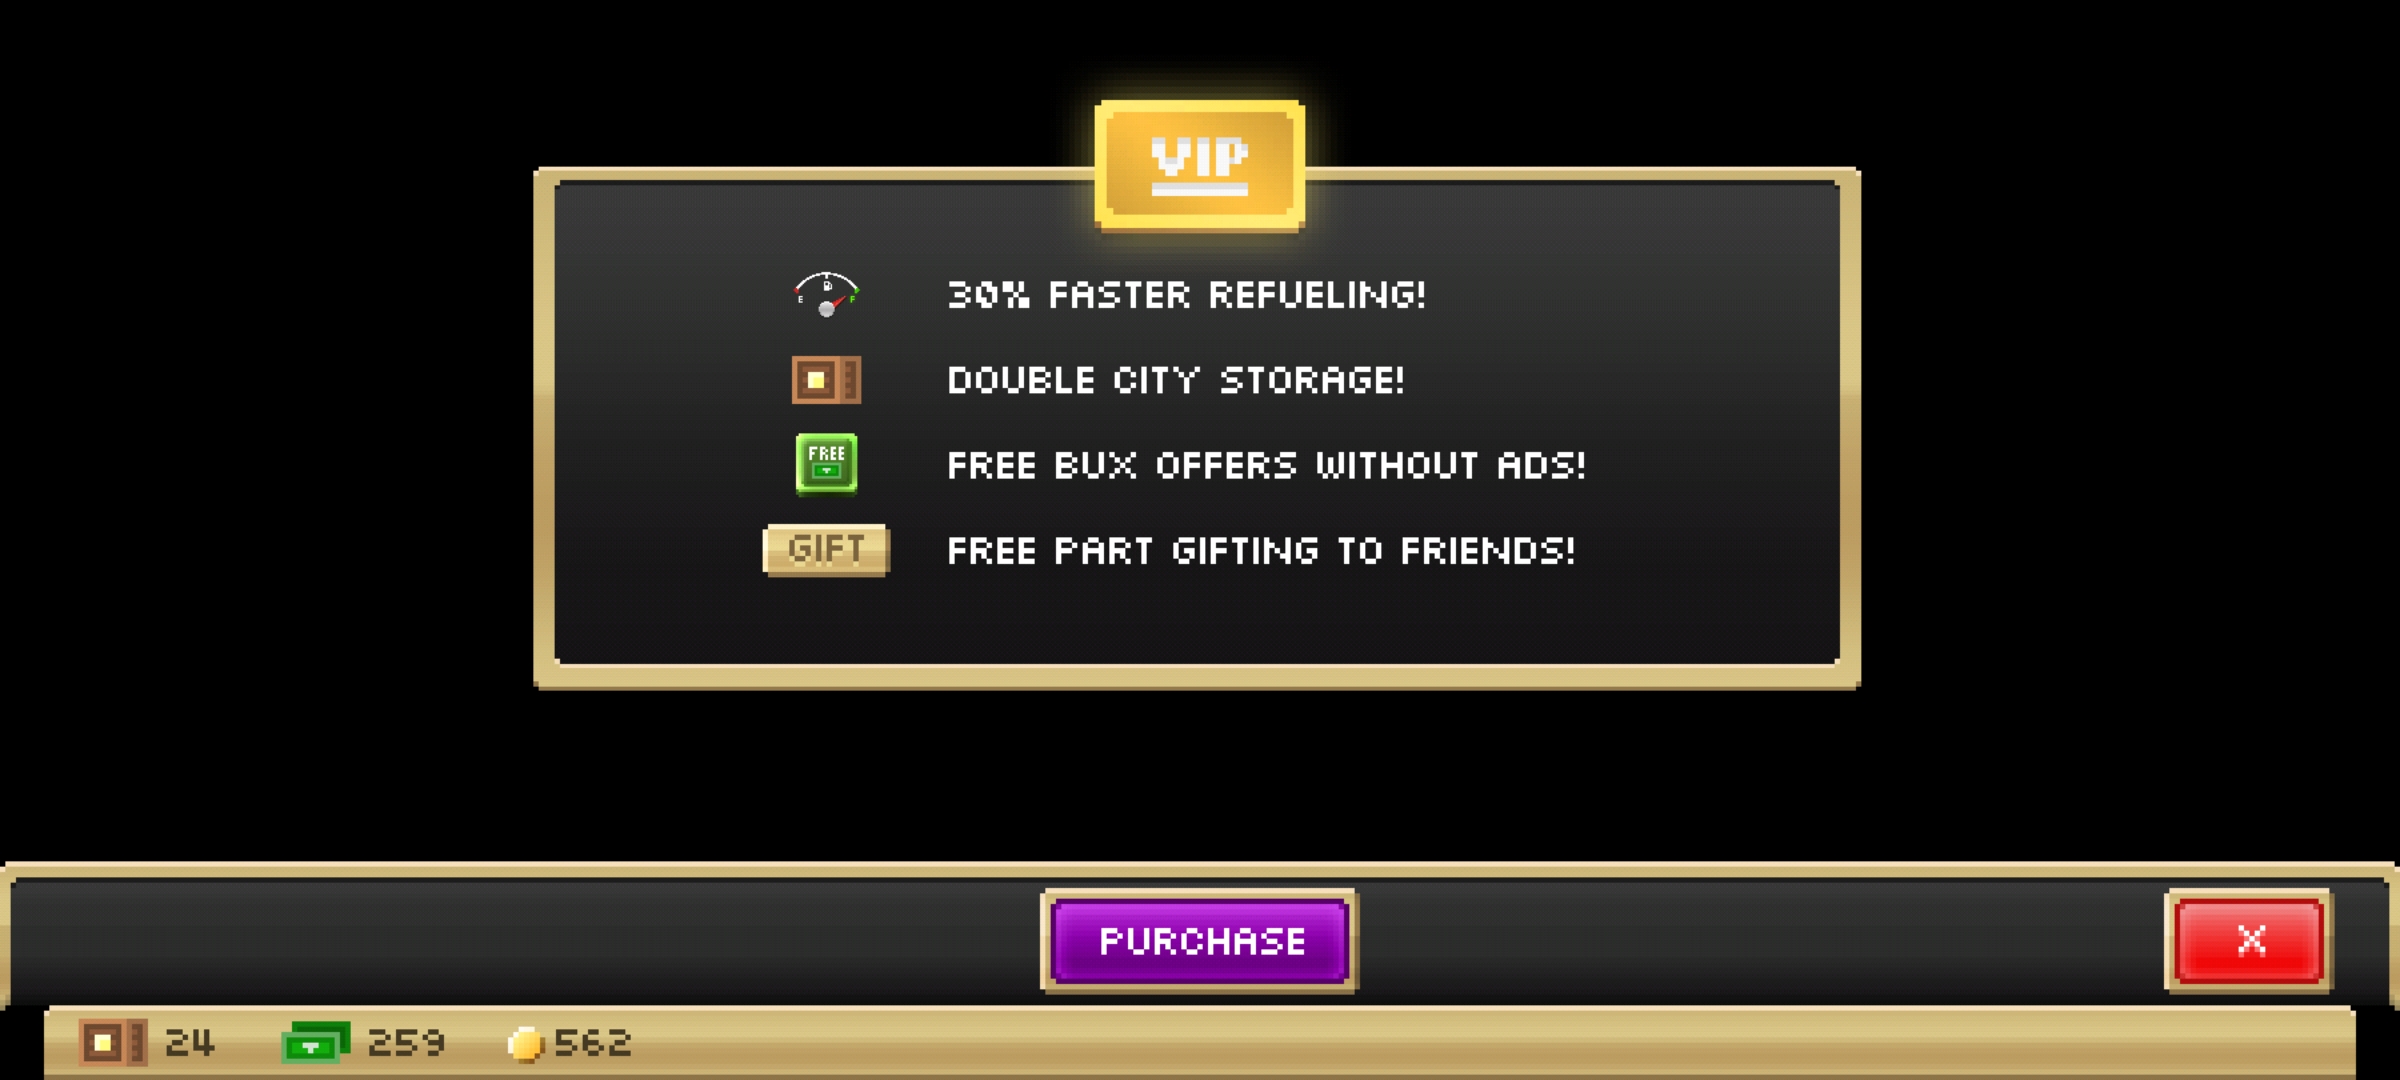 VIP
E F
30% FASTER REFUELING!
DOUBLE CITY STORAGE!
FREE
FREE BUX OFFERS WITHOUT ADS!
GIFT
FREE PART GIFTING TO FRIENDS!
PURCHASE
X
24 259 562